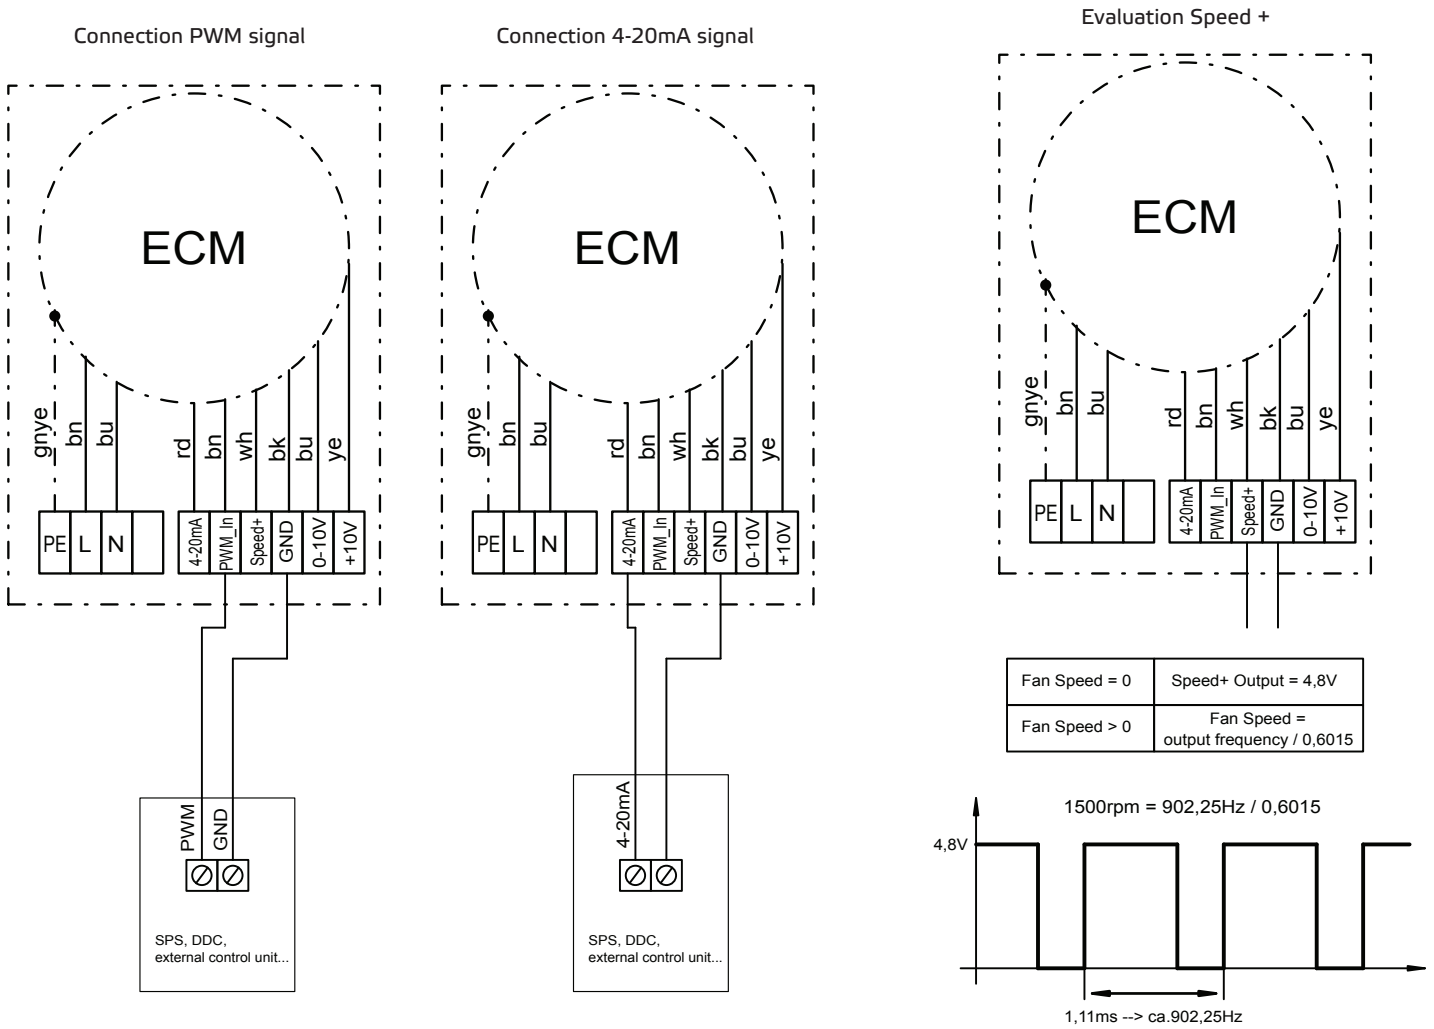 Connection PWM signal
ECM
gnye
bn
bu
rd
bn
wh
bk
bu
ye
PE L N
4-20mA
PWM_In
Speed+
GND
0-10V
+10V
PWM
GND
SPS, DDC,
external control unit...
Connection 4-20mA signal
ECM
gnye
bn
bu
rd
bn
wh
bk
bu
ye
PE L N
4-20mA
PWM_In
Speed+
GND
0-10V
+10V
4-20mA
SPS, DDC,
external control unit...
Evaluation Speed +
ECM
gnye
bn
bu
rd
bn
wh
bk
bu
ye
PE L N
4-20mA
PWM_In
Speed+
GND
0-10V
+10V
Fan Speed = 0
Speed+ Output = 4,8V
Fan Speed > 0
Fan Speed =
output frequency / 0,6015
1500rpm = 902,25Hz / 0,6015
4,8V
1,11ms --> ca.902,25Hz